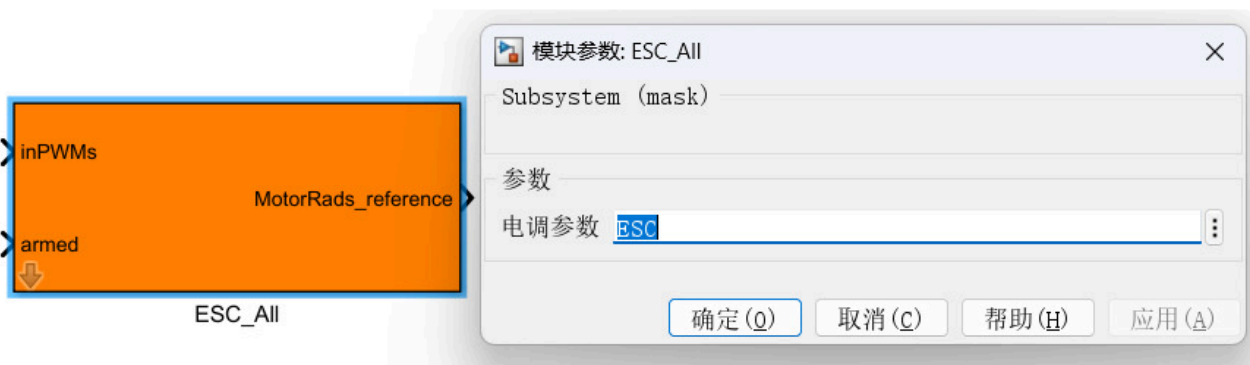 inPWMs
MotorRads_reference
armed
ESC_All
模块参数: ESC_All
Subsystem (mask)
参数
电调参数 ESC
确定(O) 取消(C) 帮助(H) 应用(A)